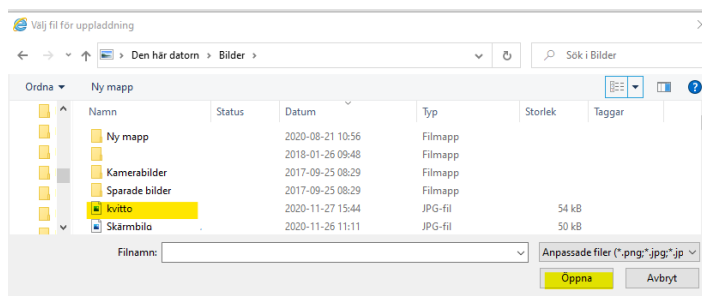 Välj fil för uppladdning
Den här datorn > Bilder >
Sök i Bilder
Ordna Ny mapp
Namn Status Datum Typ Storlek Taggar
Ny mapp 2020-08-21 10:56 Filmapp
2018-01-26 09:48 Filmapp
Kamerabilder 2017-09-25 08:29 Filmapp
Sparade bilder 2017-09-25 08:29 Filmapp
kvitto 2020-11-27 15:44 JPG-fil 54 kB
Skärmbild 2020-11-26 11:11 JPG-fil 50 kB
Filnamn: Anpassade filer (*.png;*.jpg;*.jp
Öppna Avbryt